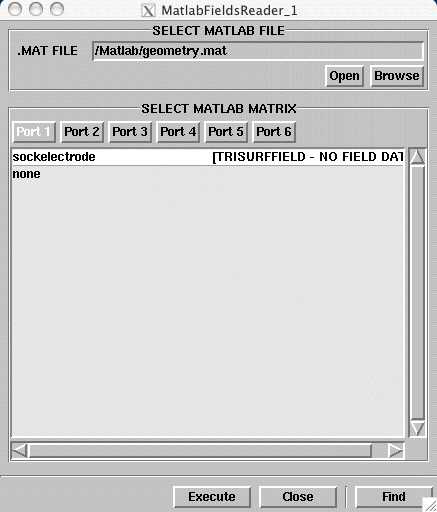 MatlabFieldsReader_1
SELECT MATLAB FILE
.MAT FILE /Matlab/geometry.mat
Open Browse
SELECT MATLAB MATRIX
Port 1 Port 2 Port 3 Port 4 Port 5 Port 6
sockelectrode [TRISURFFIELD - NO FIELD DAT
none
Execute Close Find